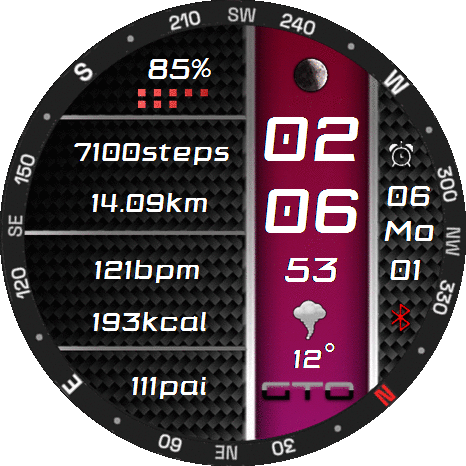 210 SW 240
S
W
150
SE
120
300
NW
330
E
N
60
NE
30
85%
7100steps
14.09km
121bpm
193kcal
111pai
02
06
53
12°
GTO
06
Mo
01